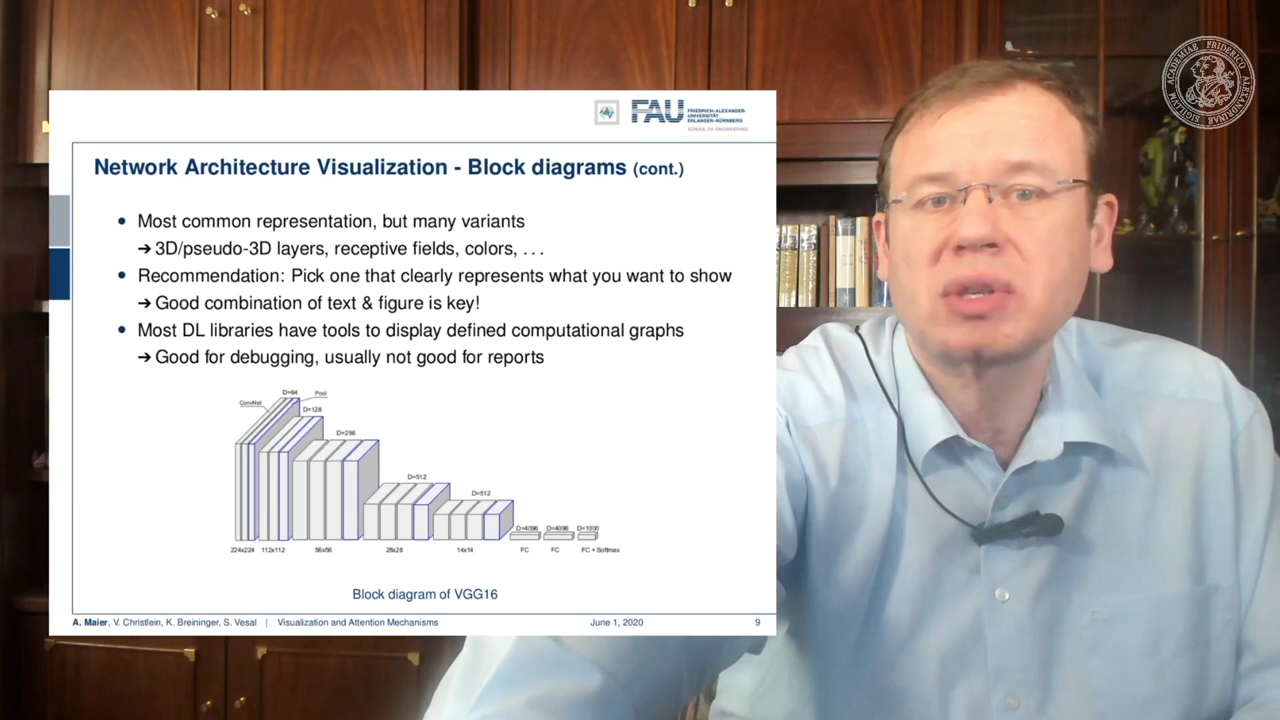 FAU FRIEDRICH-ALEXANDER-
UNIVERSITÄT
ERLANGEN-NÜRNBERG
SCHOOL OF ENGINEERING
Network Architecture Visualization - Block diagrams (cont.)
• Most common representation, but many variants
➔ 3D/pseudo-3D layers, receptive fields, colors, . . .
• Recommendation: Pick one that clearly represents what you want to show
➔ Good combination of text & figure is key!
• Most DL libraries have tools to display defined computational graphs
➔ Good for debugging, usually not good for reports
D=64
ConvNet
Pool
D=128
D=256
D=512
D=512
D=4096 D=4096 D=1000
224x224 112x112 56x56 28x28 14x14 FC FC FC + Softmax
Block diagram of VGG16
A. Maier, V. Christlein, K. Breininger, S. Vesal | Visualization and Attention Mechanisms June 1, 2020 9